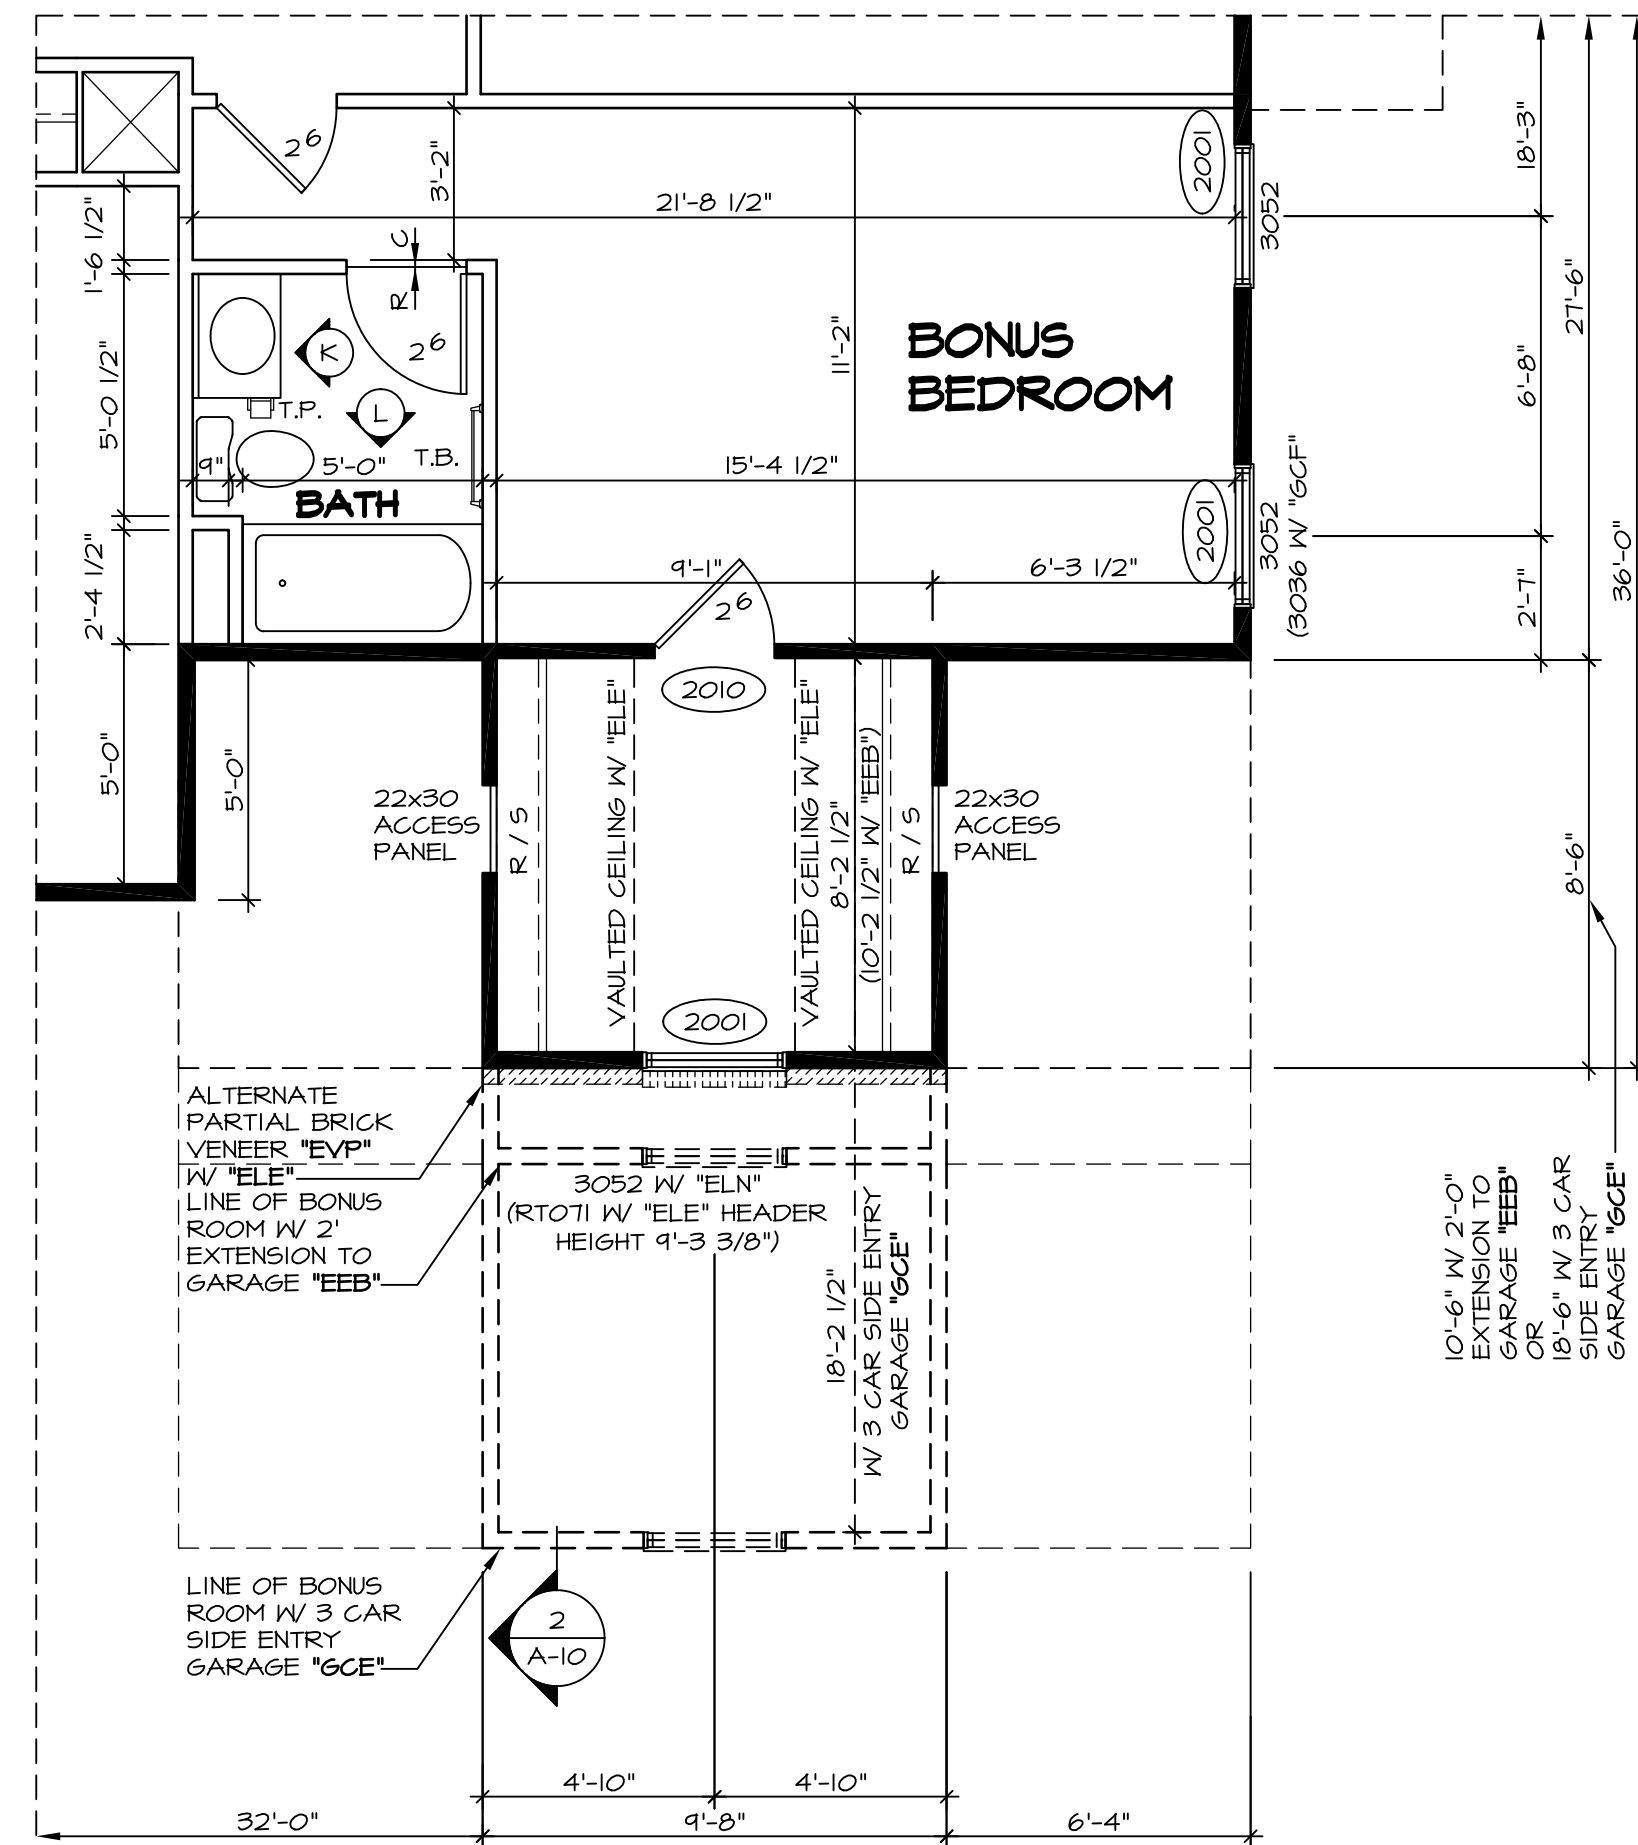 2⁶
3'-2"
21'-8 1/2"
2001
3052
18'-3"
27'-6"
36'-0"
1'-6 1/2"
C
R
K
2⁶
11'-2"
BONUS
BEDROOM
6'-8"
5'-0 1/2"
T.P.
L
9"
5'-0"
T.B.
BATH
15'-4 1/2"
2001
3052
(3036 W/ "GCF"
9'-1"
6'-3 1/2"
2'-4 1/2"
2⁶
2'-7"
5'-0"
5'-0"
2010
22x30
ACCESS
PANEL
R / S
VAULTED CEILING W/ "ELE"
VAULTED CEILING W/ "ELE"
8'-2 1/2"
(10'-2 1/2" W/ "EEB")
R / S
22x30
ACCESS
PANEL
8'-6"
2001
ALTERNATE
PARTIAL BRICK
VENEER "EVP"
W/ "ELE"
LINE OF BONUS
ROOM W/ 2'
EXTENSION TO
GARAGE "EEB"
3052 W/ "ELN"
(RT071 W/ "ELE" HEADER
HEIGHT 9'-3 3/8")
18'-2 1/2"
W/ 3 CAR SIDE ENTRY
GARAGE "GCE"
10'-6" W/ 2'-0"
EXTENSION TO
GARAGE "EEB"
OR
18'-6" W/ 3 CAR
SIDE ENTRY
GARAGE "GCE"
LINE OF BONUS
ROOM W/ 3 CAR
SIDE ENTRY
GARAGE "GCE"
2
A-10
4'-10"
4'-10"
32'-0"
9'-8"
6'-4"